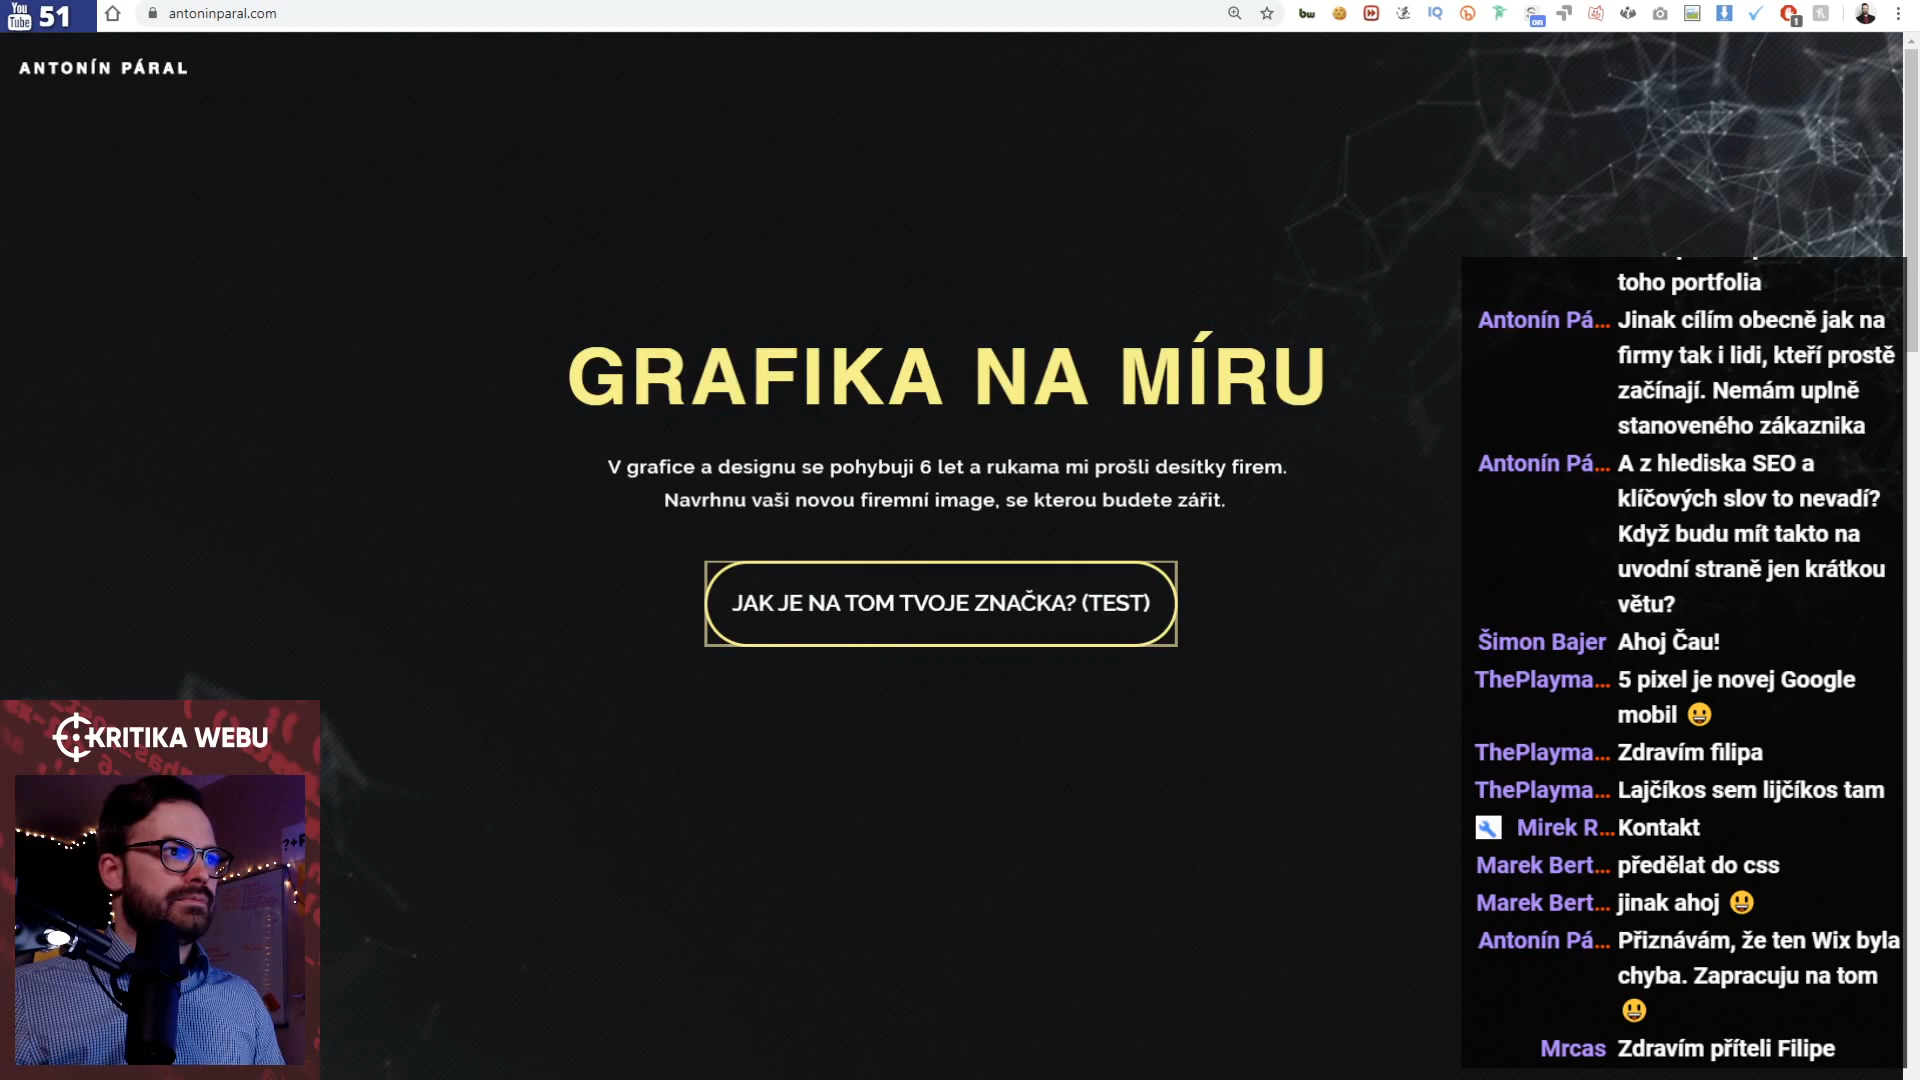 You
Tube 51
antoninparal.com
bw
IQ
on
1
ANTONÍN PÁRAL
GRAFIKA NA MÍRU
V grafice a designu se pohybuji 6 let a rukama mi prošli desítky firem.
Navrhnu vaši novou firemní image, se kterou budete zářit.
JAK JE NA TOM TVOJE ZNAČKA? (TEST)
KRITIKA WEBU
toho portfolia
Antonín Pá... Jinak cílím obecně jak na
firmy tak i lidi, kteří prostě
začínají. Nemám uplně
stanoveného zákazníka
Antonín Pá... A z hlediska SEO a
klíčových slov to nevadí?
Když budu mít takto na
uvodní straně jen krátkou
větu?
Šimon Bajer Ahoj Čau!
ThePlayma... 5 pixel je novej Google
mobil 😀
ThePlayma... Zdravím filipa
ThePlayma... Lajčíkos sem lijčíkos tam
Mirek R... Kontakt
Marek Bert... předělat do css
Marek Bert... jinak ahoj 😃
Antonín Pá... Přiznávám, že ten Wix byla
chyba. Zapracuju na tom
😃
Mrcas Zdravím příteli Filipe